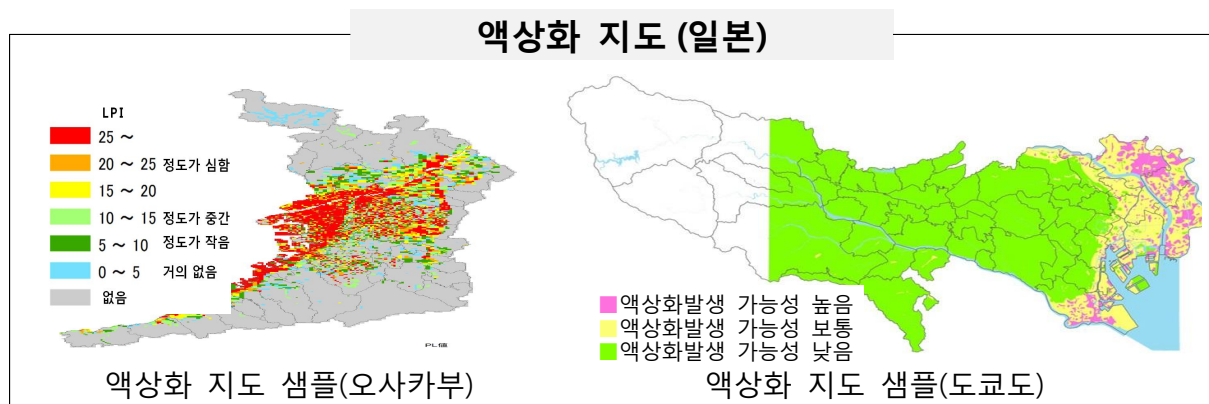 액상화 지도 (일본)
LPI
25 ~
20 ~ 25 정도가 심함
15 ~ 20
10 ~ 15 정도가 중간
5 ~ 10 정도가 작음
0 ~ 5 거의 없음
없음
PL値
액상화 지도 샘플(오사카부)
액상화발생 가능성 높음
액상화발생 가능성 보통
액상화발생 가능성 낮음
액상화 지도 샘플(도쿄도)